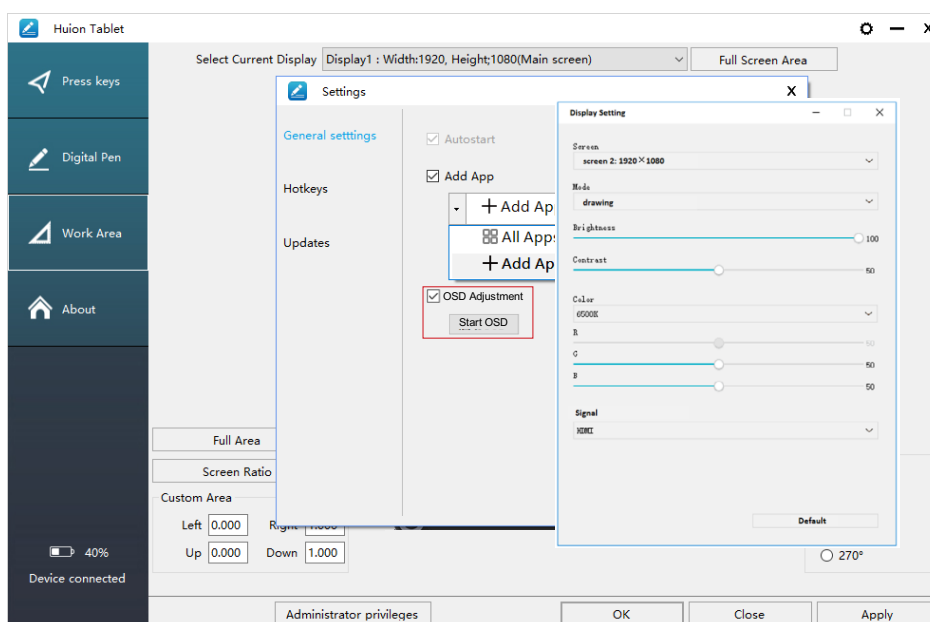 Huion Tablet
Press keys
Digital Pen
Work Area
About
40%
Device connected
Select Current Display Display1 : Width:1920, Height;1080(Main screen) Full Screen Area
Settings X
General setttings
Hotkeys
Updates
Autostart
Add App
+ Add Ap
All Apps
+ Add Ap
OSD Adjustment
Start OSD
Display Setting
Screen
screen 2: 1920×1080
Mode
drawing
Brightness
100
Contrast
50
Color
6500K
R
50
G
50
B
50
Signal
HDMI
Default
Full Area
Screen Ratio
Custom Area
Left 0.000 Right 1.000
Up 0.000 Down 1.000
270°
Administrator privileges OK Close Apply